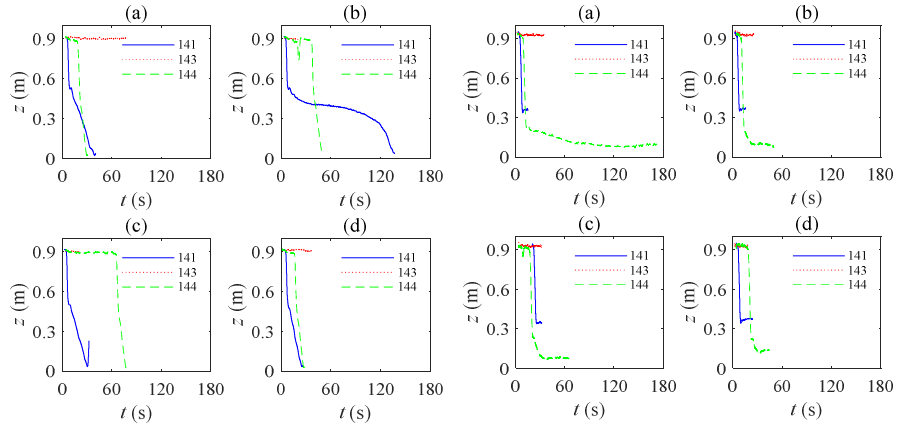 (a) (b) (a) (b)
0.9 141 0.9 141 0.9 141 0.9 141
143 143 143 143
0.6 144 0.6 144 0.6 144 0.6 144
z (m) z (m) z (m) z (m)
0.3 0.3 0.3 0.3
0 0 0 0
0 60 120 180 0 60 120 180 0 60 120 180 0 60 120 180
t (s) t (s) t (s) t (s)
(c) (d) (c) (d)
0.9 141 0.9 141 0.9 141 0.9 141
143 143 143 143
0.6 144 0.6 144 0.6 144 0.6 144
z (m) z (m) z (m) z (m)
0.3 0.3 0.3 0.3
0 0 0 0
0 60 120 180 0 60 120 180 0 60 120 180 0 60 120 180
t (s) t (s) t (s) t (s)